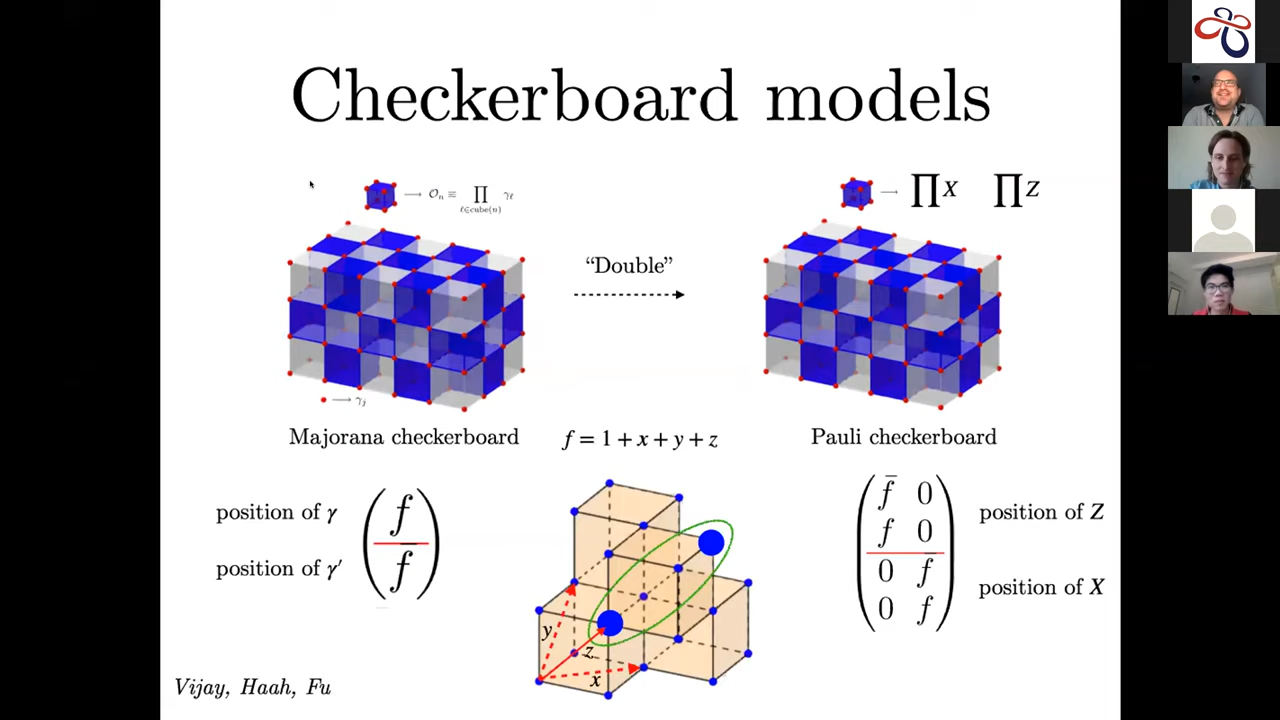 Checkerboard models
→ 𝒪ₙ ≡ ∏ γℓ
ℓ∈cube(n)
→ ∏X ∏Z
“Double”
→ γⱼ
Majorana checkerboard
f = 1 + x + y + z
Pauli checkerboard
position of γ
f
position of γ′
f̄
y
z
x
f̄ 0
f 0
0 f̄
0 f
position of Z
position of X
Vijay, Haah, Fu